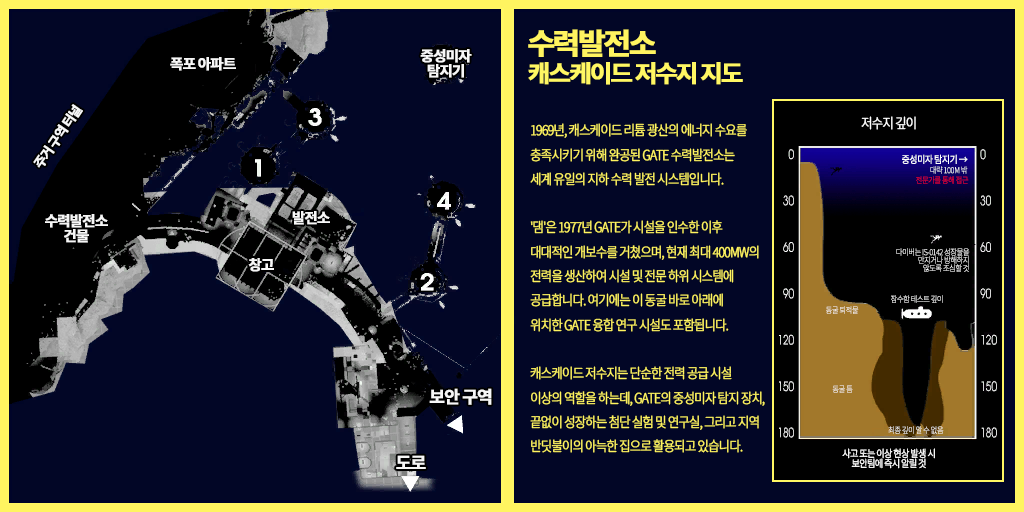 폭포 아파트
중성미자
탐지기
주거 구역 터널
3
1
4
2
수력발전소
건물
발전소
창고
보안 구역
도로
수력발전소
캐스케이드 저수지 지도
1969년, 캐스케이드 리튬 광산의 에너지 수요를
충족시키기 위해 완공된 GATE 수력발전소는
세계 유일의 지하 수력 발전 시스템입니다.
'댐'은 1977년 GATE가 시설을 인수한 이후
대대적인 개보수를 거쳤으며, 현재 최대 400MW의
전력을 생산하여 시설 및 전문 하위 시스템에
공급합니다. 여기에는 이 동굴 바로 아래에
위치한 GATE 융합 연구 시설도 포함됩니다.
캐스케이드 저수지는 단순한 전력 공급 시설
이상의 역할을 하는데, GATE의 중성미자 탐지 장치,
끝없이 성장하는 첨단 실험 및 연구실, 그리고 지역
반딧불이의 아늑한 집으로 활용되고 있습니다.
저수지 깊이
0
30
60
90
120
150
180
0
30
60
90
120
150
180
중성미자 탐지기 →
대략 100M 밖
전문가를 통해 접근
다이버는 IS-0142 성장물을
만지거나 방해하지
않도록 조심할 것
잠수함 테스트 깊이
동굴 퇴적물
동굴 틈
최종 깊이 알 수 없음
사고 또는 이상 현상 발생 시
보안팀에 즉시 알릴 것